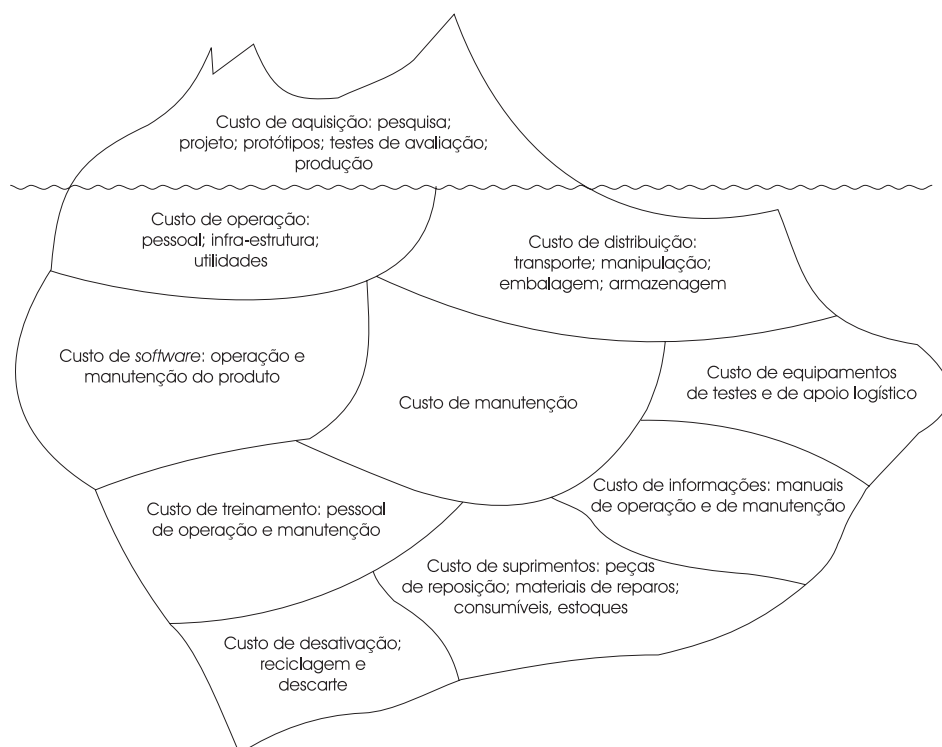 Custo de aquisição: pesquisa;
projeto; protótipos; testes de avaliação;
produção
Custo de operação:
pessoal; infra-estrutura;
utilidades
Custo de distribuição:
transporte; manipulação;
embalagem; armazenagem
Custo de software: operação e
manutenção do produto
Custo de manutenção
Custo de equipamentos
de testes e de apoio logístico
Custo de treinamento: pessoal
de operação e manutenção
Custo de informações: manuais
de operação e de manutenção
Custo de suprimentos: peças
de reposição; materiais de reparos;
consumíveis, estoques
Custo de desativação;
reciclagem e
descarte